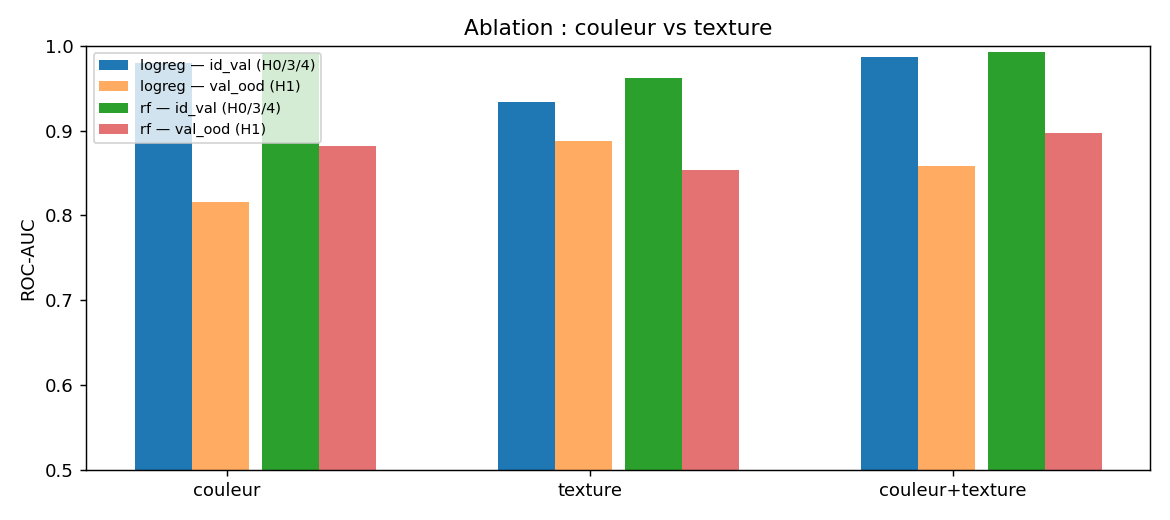 Ablation : couleur vs texture
1.0
0.9
0.8
0.7
0.6
0.5
ROC-AUC
logreg — id_val (H0/3/4)
logreg — val_ood (H1)
rf — id_val (H0/3/4)
rf — val_ood (H1)
couleur
texture
couleur+texture